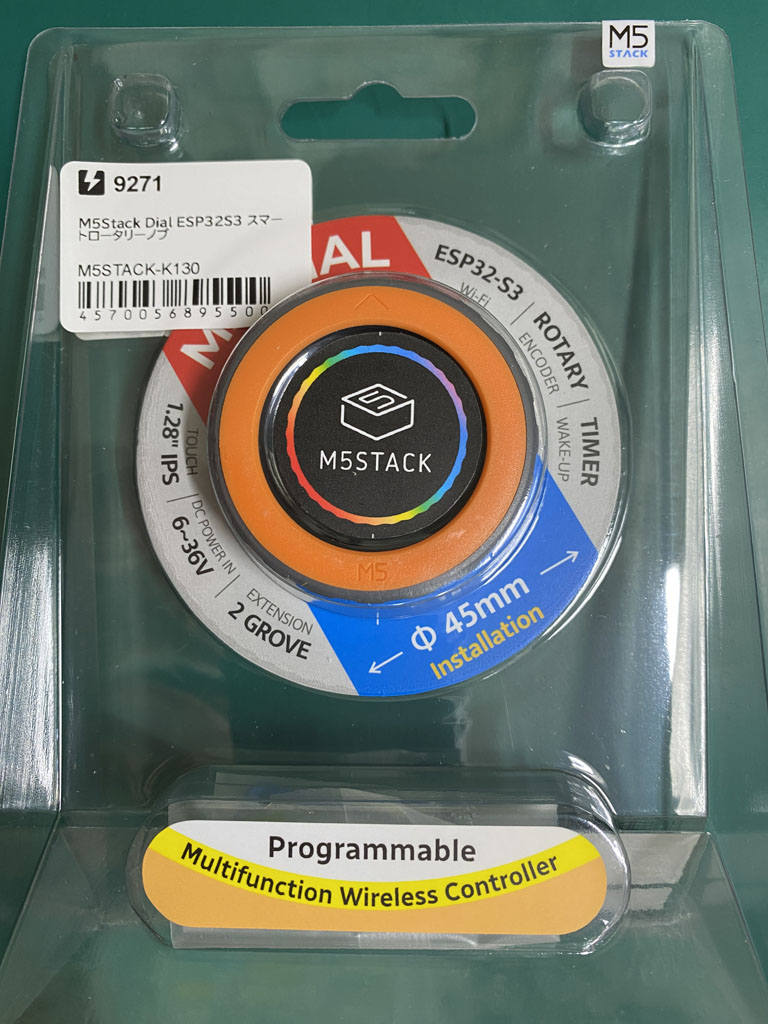 M5
STACK
9271
M5Stack Dial ESP32S3 スマー
トロータリーノブ
M5STACK-K130
457005689550
ESP32-S3
Wi-Fi
ROTARY
ENCODER
TIMER
WAKE-UP
TOUCH
1.28" IPS
DC POWER IN
6~36V
EXTENSION
2 GROVE
Φ 45mm
Installation
5
M5STACK
M5
Programmable
Multifunction Wireless Controller